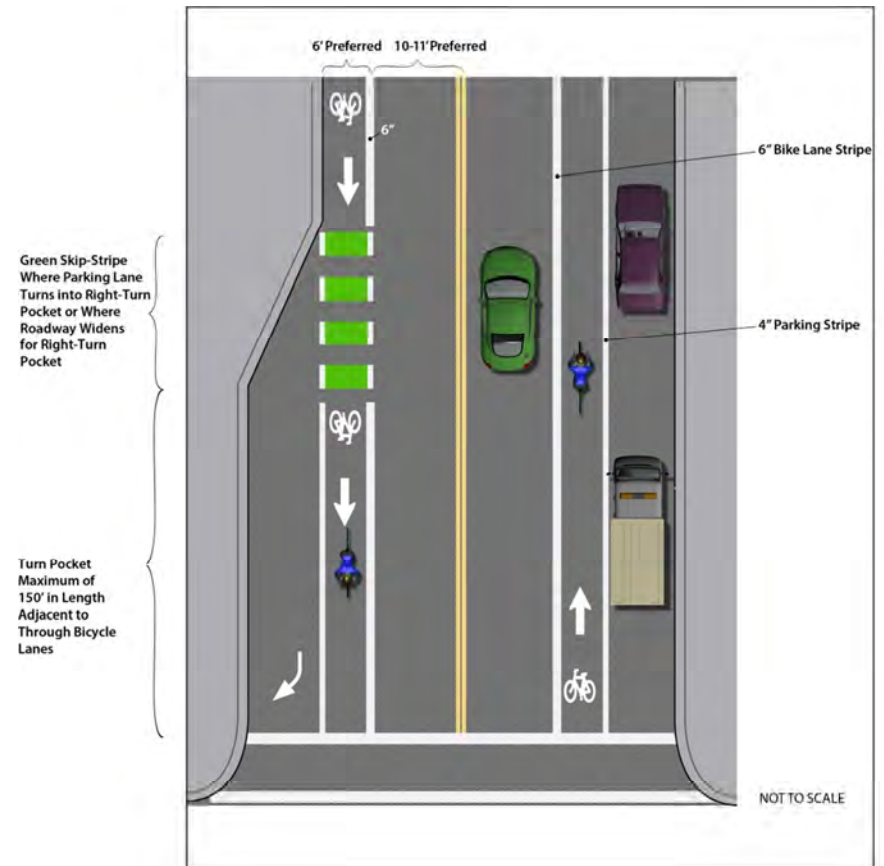 6’ Preferred 10-11’ Preferred
6”
6” Bike Lane Stripe
Green Skip-Stripe
Where Parking Lane
Turns into Right-Turn
Pocket or Where
Roadway Widens
for Right-Turn
Pocket
4” Parking Stripe
Turn Pocket
Maximum of
150’ in Length
Adjacent to
Through Bicycle
Lanes
NOT TO SCALE